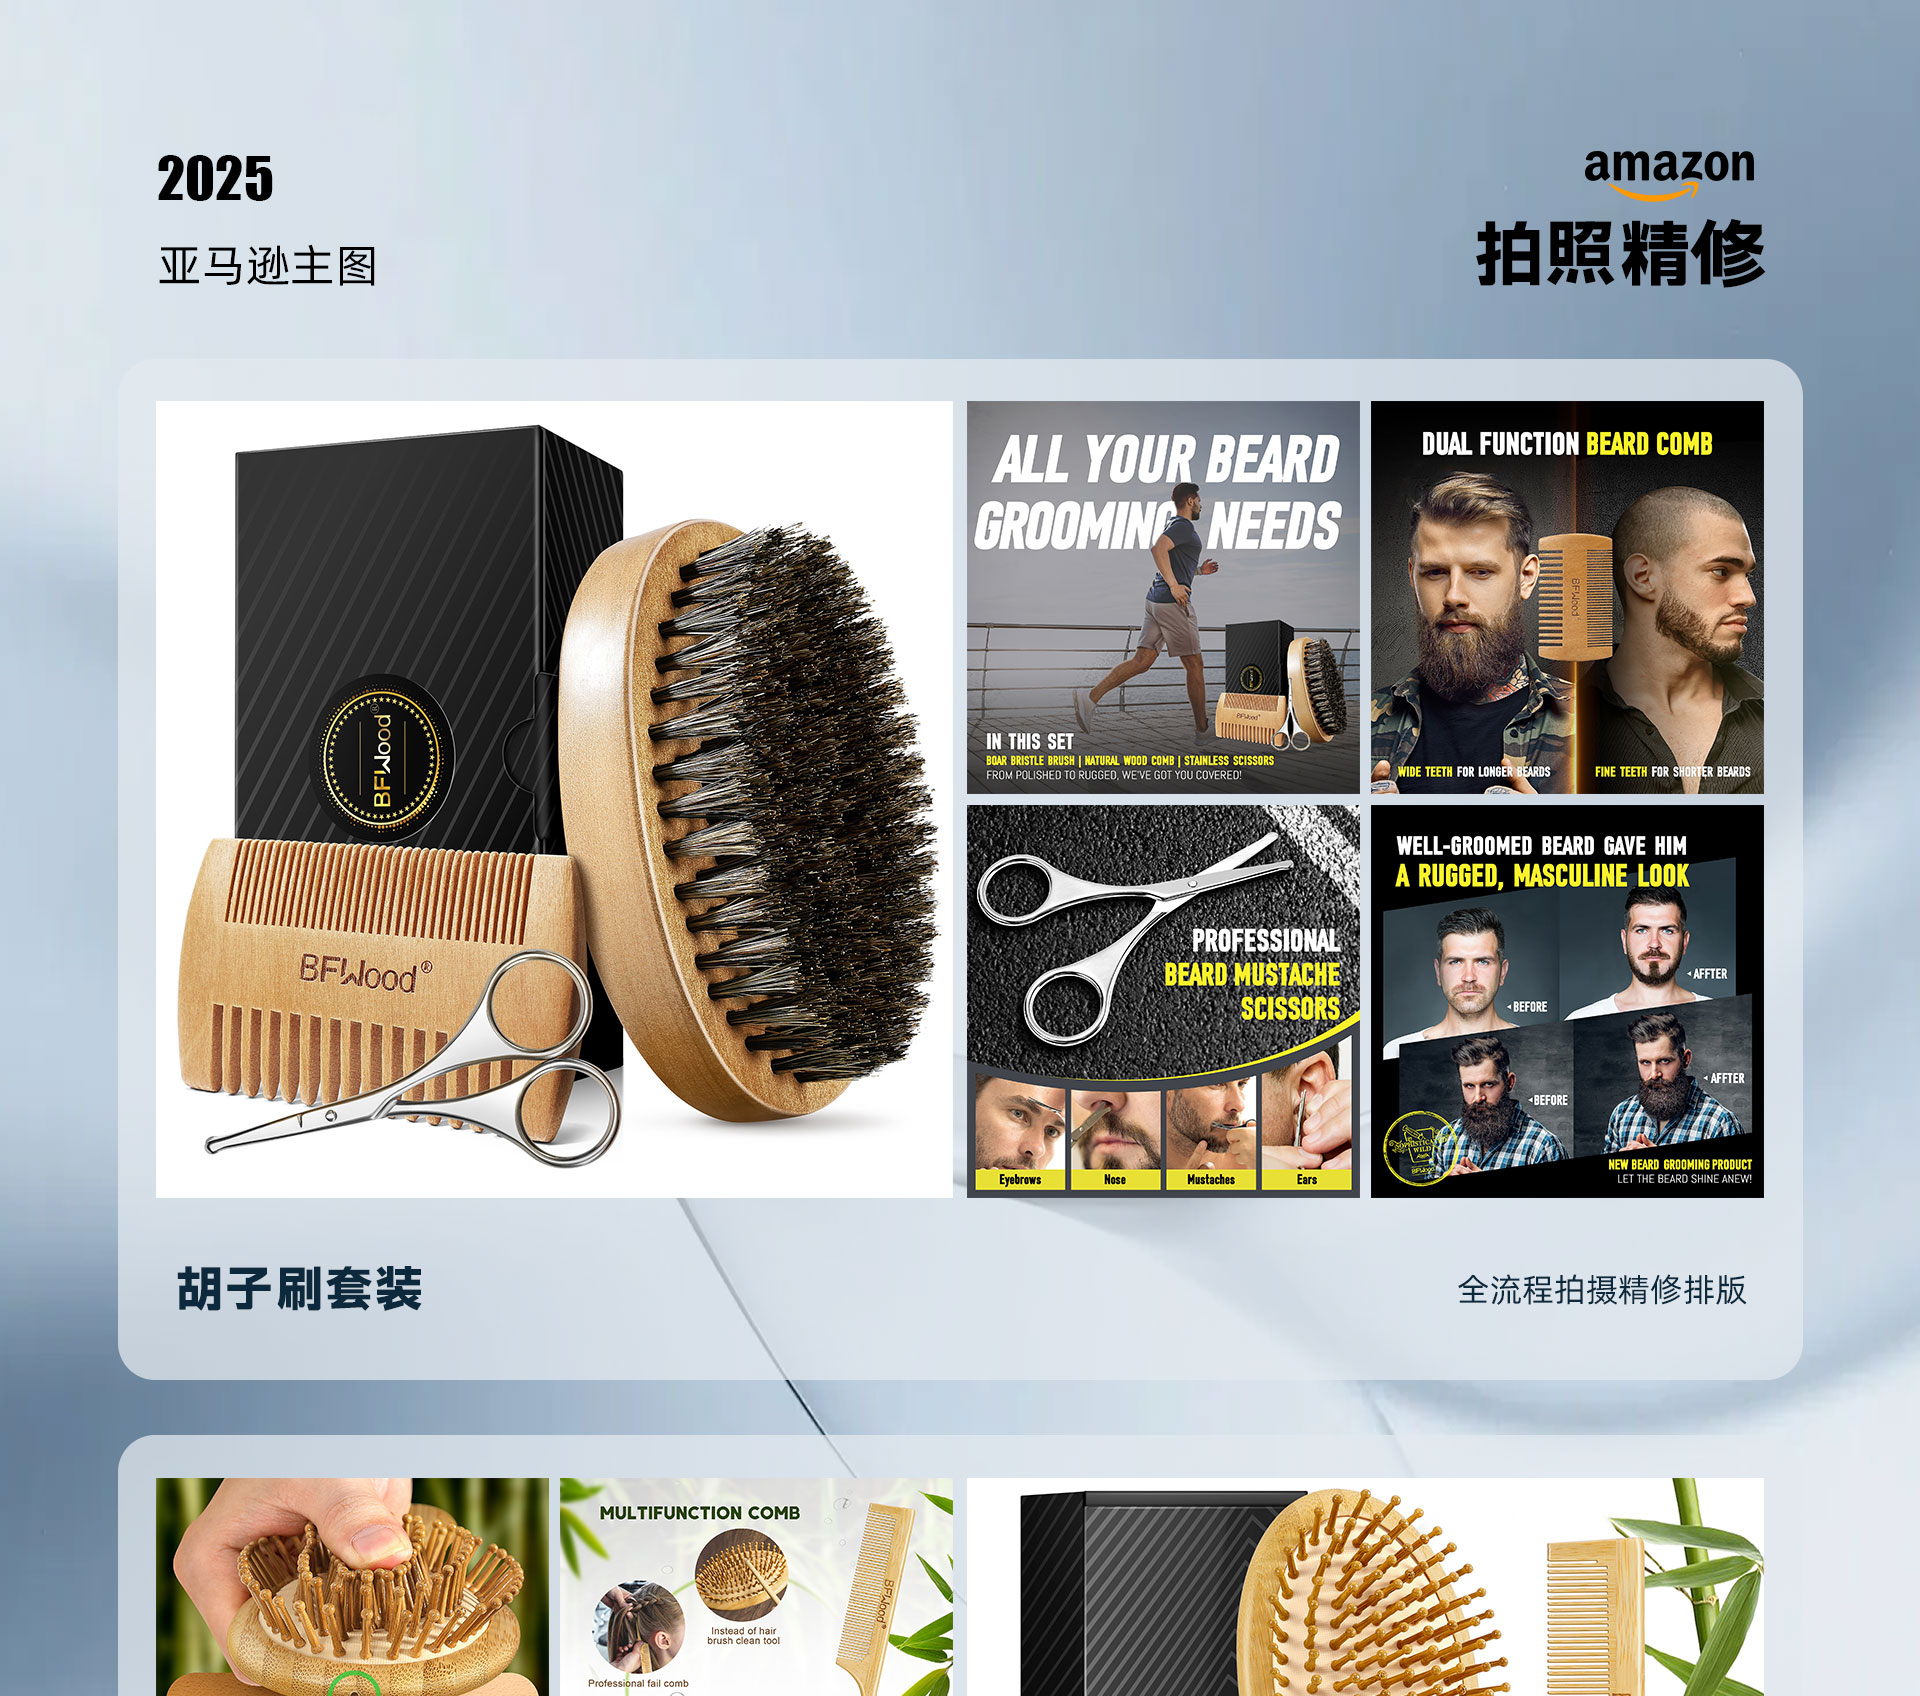 2025
亚马逊主图
amazon
拍照精修
BFWood
BFWood®
ALL YOUR BEARD
GROOMING NEEDS
BFWood
IN THIS SET
BOAR BRISTLE BRUSH | NATURAL WOOD COMB | STAINLESS SCISSORS
FROM POLISHED TO RUGGED, WE'VE GOT YOU COVERED!
DUAL FUNCTION BEARD COMB
BFWood
WIDE TEETH FOR LONGER BEARDS
FINE TEETH FOR SHORTER BEARDS
PROFESSIONAL
BEARD MUSTACHE
SCISSORS
Eyebrows
Nose
Mustaches
Ears
WELL-GROOMED BEARD GAVE HIM
A RUGGED, MASCULINE LOOK
BEFORE
AFFTER
BEFORE
AFFTER
BFWood
NEW BEARD GROOMING PRODUCT
LET THE BEARD SHINE ANEW!
胡子刷套装
全流程拍摄精修排版
MULTIFUNCTION COMB
BFWood®
Instead of hair
brush clean tool
Professional fail comb